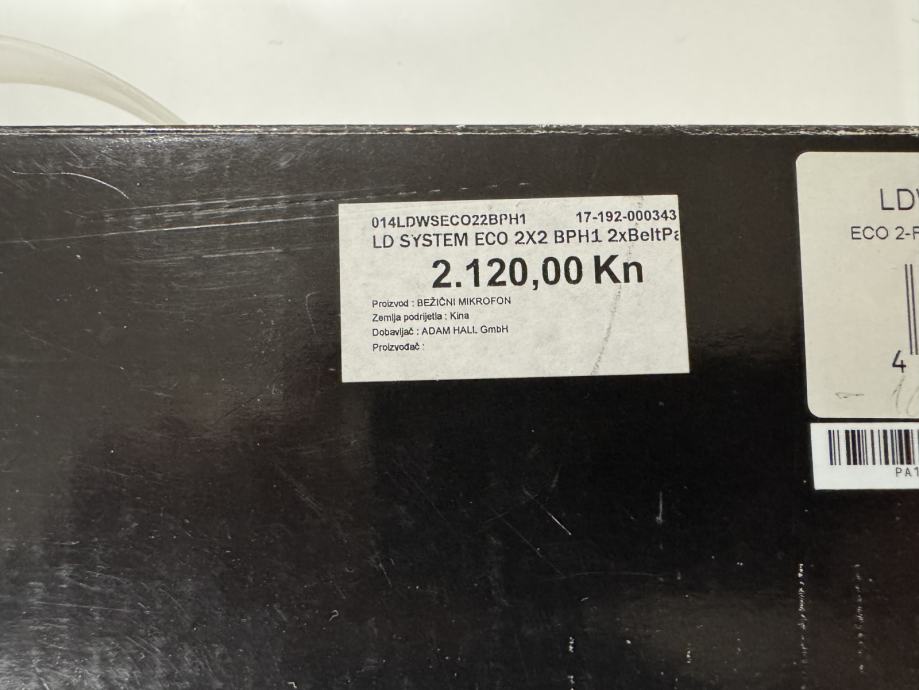 014LDWSECO22BPH1 17-192-000343
LD SYSTEM ECO 2X2 BPH1 2xBeltPa
2.120,00 Kn
Proizvod : BEŽIČNI MIKROFON
Zemlja podrijetla : Kina
Dobavljač : ADAM HALL GmbH
Proizvođač :
LD
ECO 2-
4
PA1